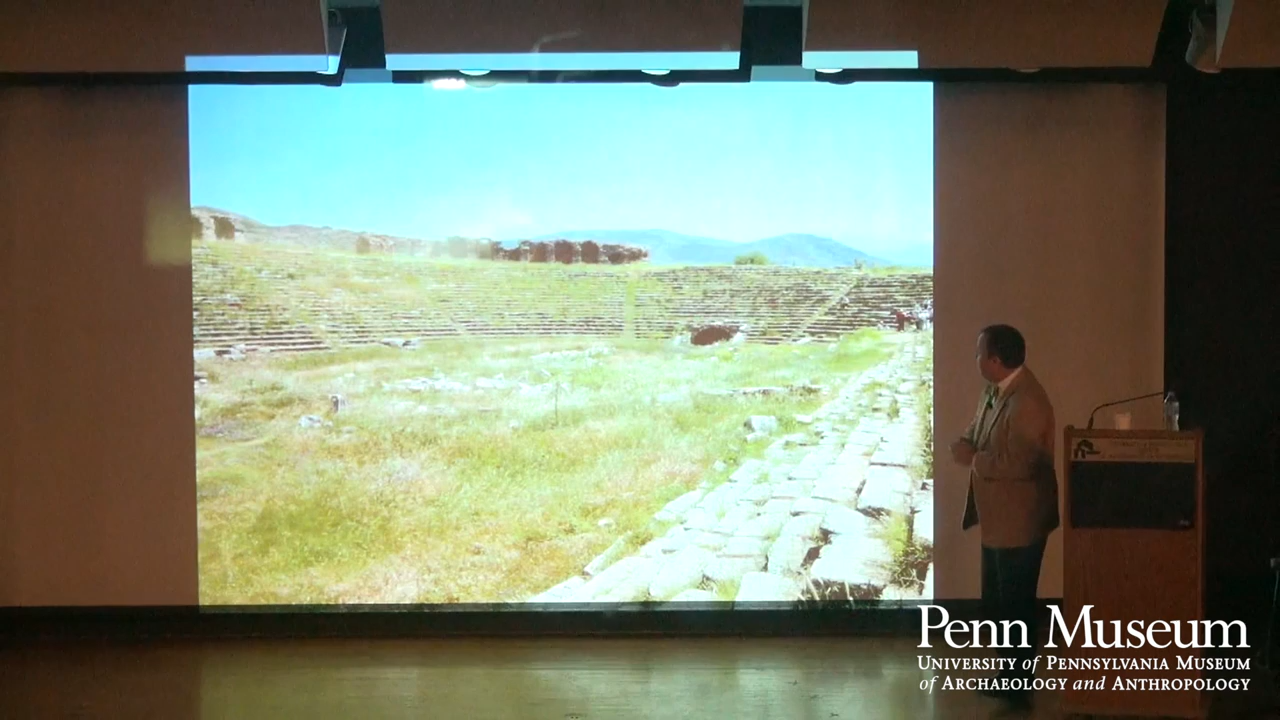 Penn Museum
University of Pennsylvania Museum
of Archaeology and Anthropology